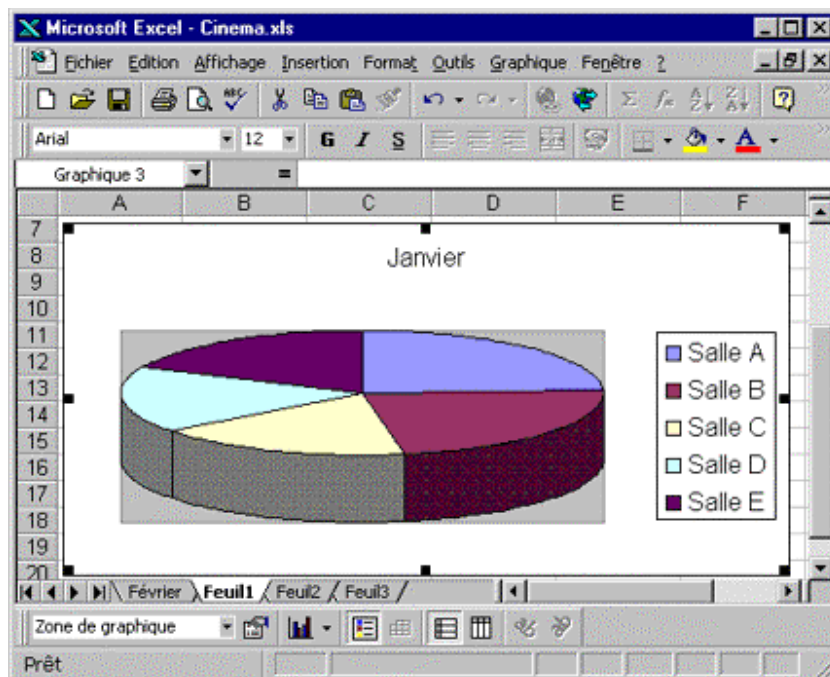 Microsoft Excel - Cinema.xls
Fichier Edition Affichage Insertion Format Outils Graphique Fenêtre ?
Arial 12 G I S A
Graphique 3 =
A B C D E F
7
8
9
10
11
12
13
14
15
16
17
18
19
20
Janvier
Salle A
Salle B
Salle C
Salle D
Salle E
Février Feuil1 Feuil2 Feuil3
Zone de graphique
Prêt